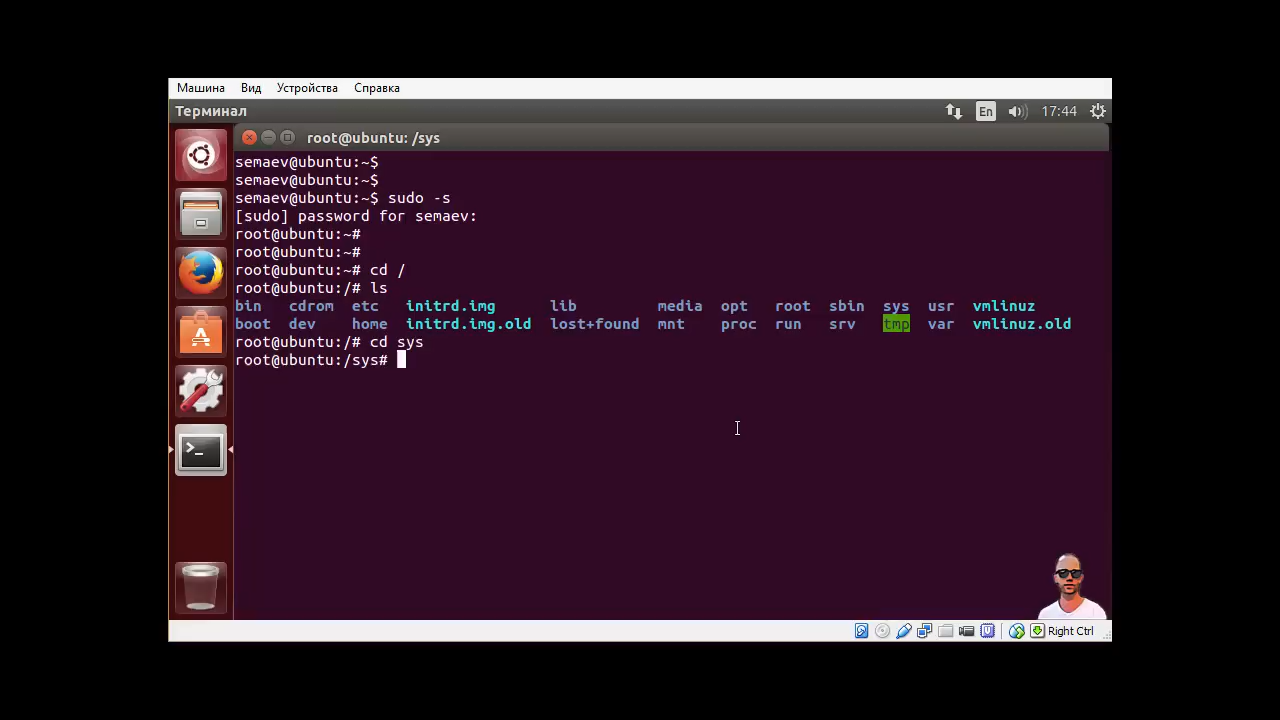 Машина Вид Устройства Справка
Терминал En 17:44
root@ubuntu: /sys
semaev@ubuntu:~$
semaev@ubuntu:~$
semaev@ubuntu:~$ sudo -s
[sudo] password for semaev:
root@ubuntu:~#
root@ubuntu:~#
root@ubuntu:~# cd /
root@ubuntu:/# ls
bin cdrom etc initrd.img lib media opt root sbin sys usr vmlinuz
boot dev home initrd.img.old lost+found mnt proc run srv tmp var vmlinuz.old
root@ubuntu:/# cd sys
root@ubuntu:/sys#
Right Ctrl